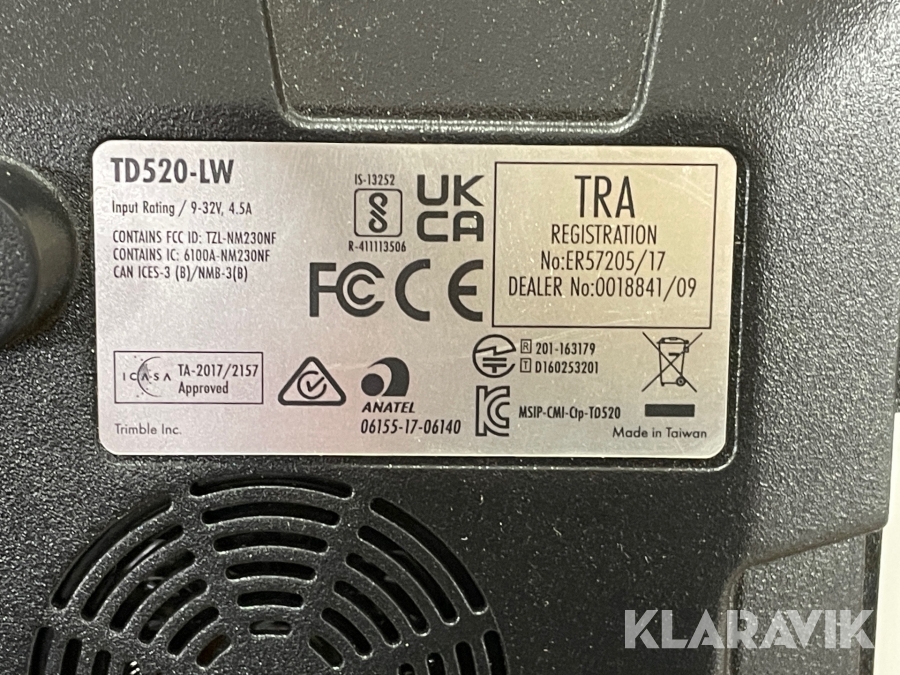 TD520-LW
Input Rating / 9-32V, 4.5A
CONTAINS FCC ID: TZL-NM230NF
CONTAINS IC: 6100A-NM230NF
CAN ICES-3 (B)/NMB-3(B)
IS-13252
R-411113506
UK
CA
FC CE
TRA
REGISTRATION
No:ER57205/17
DEALER No:0018841/09
ICASA
TA-2017/2157
Approved
ANATEL
06155-17-06140
R 201-163179
T D160253201
MSIP-CMI-Ctp-TD520
Trimble Inc.
Made in Taiwan
KLARAVIK